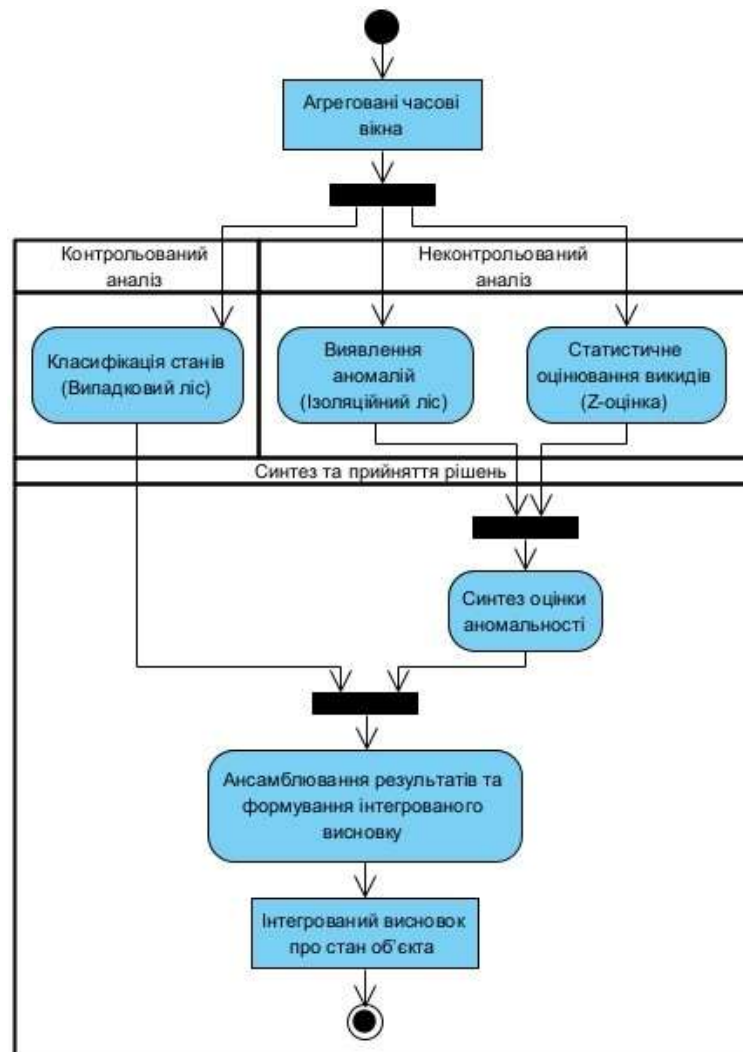 Агреговані часові
вікна
Контрольований
аналіз
Неконтрольований
аналіз
Класифікація станів
(Випадковий ліс)
Виявлення
аномалій
(Ізоляційний ліс)
Статистичне
оцінювання викидів
(Z-оцінка)
Синтез та прийняття рішень
Синтез оцінки
аномальності
Ансамблювання результатів та
формування інтегрованого
висновку
Інтегрований висновок
про стан об'єкта